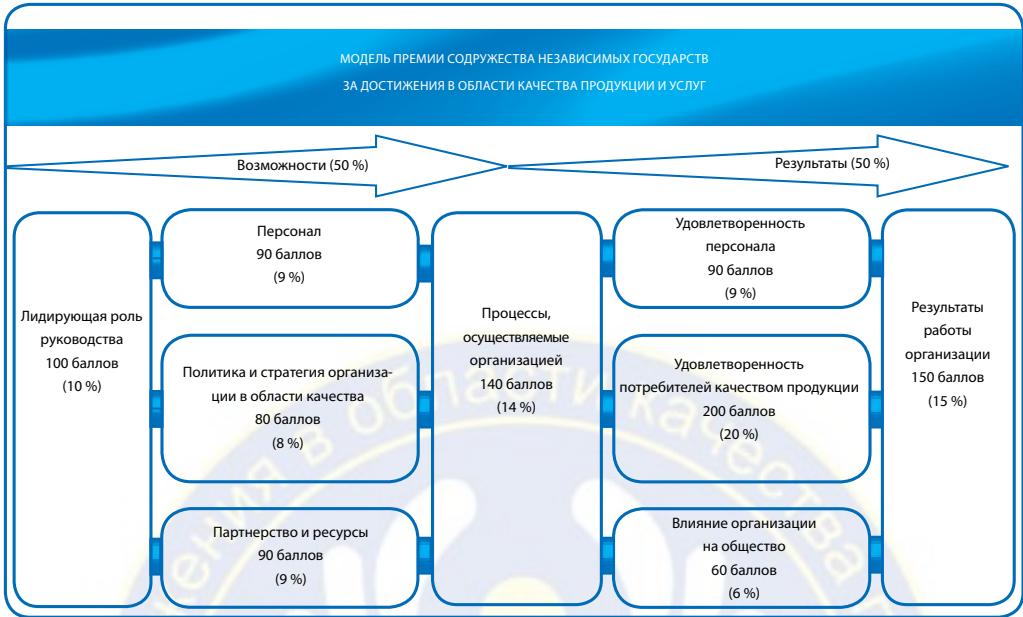 МОДЕЛЬ ПРЕМИИ СОДРУЖЕСТВА НЕЗАВИСИМЫХ ГОСУДАРСТВ
ЗА ДОСТИЖЕНИЯ В ОБЛАСТИ КАЧЕСТВА ПРОДУКЦИИ И УСЛУГ
Возможности (50 %)
Результаты (50 %)
Лидирующая роль
руководства
100 баллов
(10 %)
Персонал
90 баллов
(9 %)
Политика и стратегия организа-
ции в области качества
80 баллов
(8 %)
Партнерство и ресурсы
90 баллов
(9 %)
Процессы,
осуществляемые
организацией
140 баллов
(14 %)
Удовлетворенность
персонала
90 баллов
(9 %)
Удовлетворенность
потребителей качеством продукции
200 баллов
(20 %)
Влияние организации
на общество
60 баллов
(6 %)
Результаты
работы
организации
150 баллов
(15 %)
в области качества